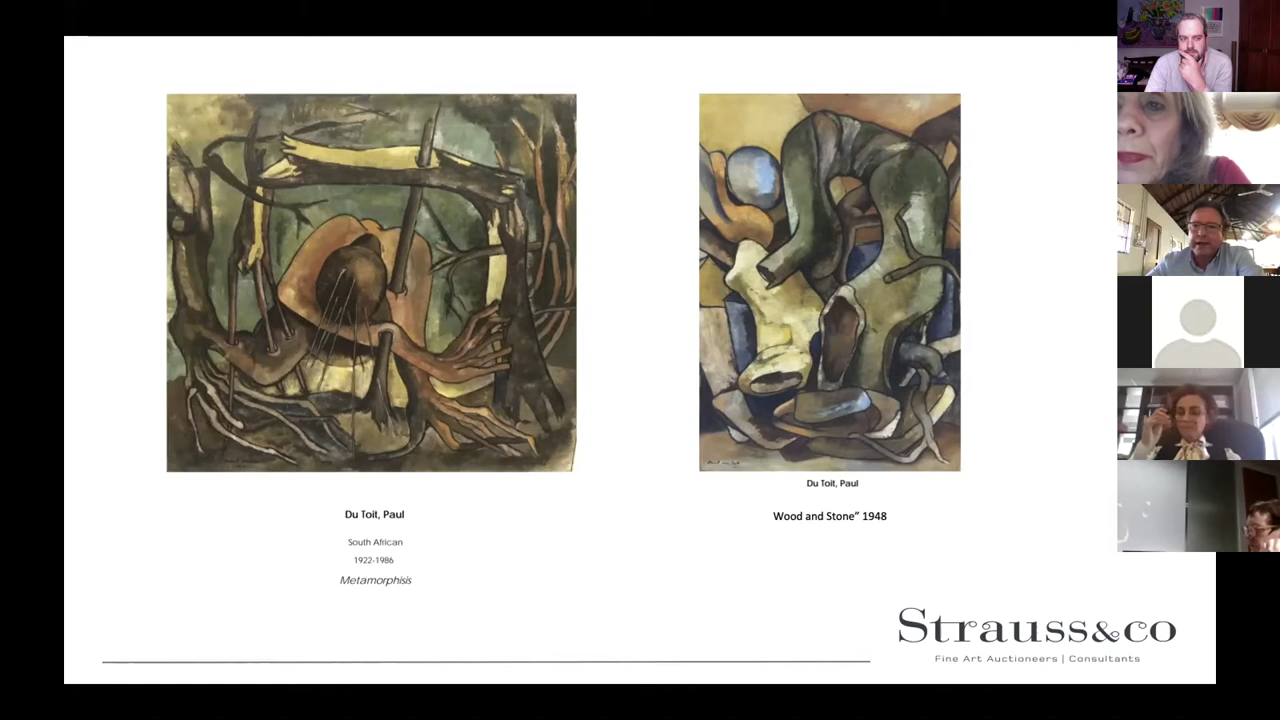 Du Toit, Paul
South African
1922-1986
Metamorphisis
Du Toit, Paul
Wood and Stone” 1948
Strauss&co
Fine Art Auctioneers | Consultants